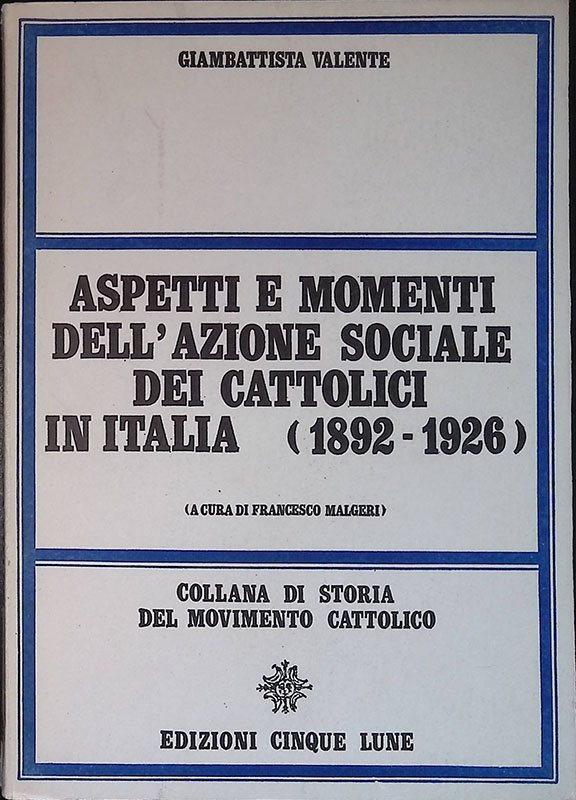 GIAMBATTISTA VALENTE
ASPETTI E MOMENTI
DELL'AZIONE SOCIALE
DEI CATTOLICI
IN ITALIA (1892-1926)
(A CURA DI FRANCESCO MALGERI)
COLLANA DI STORIA
DEL MOVIMENTO CATTOLICO
EDIZIONI CINQUE LUNE